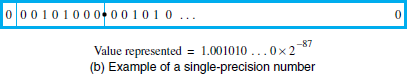 0 0 0 1 0 1 0 0 0 • 0 0 1 0 1 0 ... 0
Value represented = 1.001010 ... 0 × 2⁻⁸⁷
(b) Example of a single-precision number